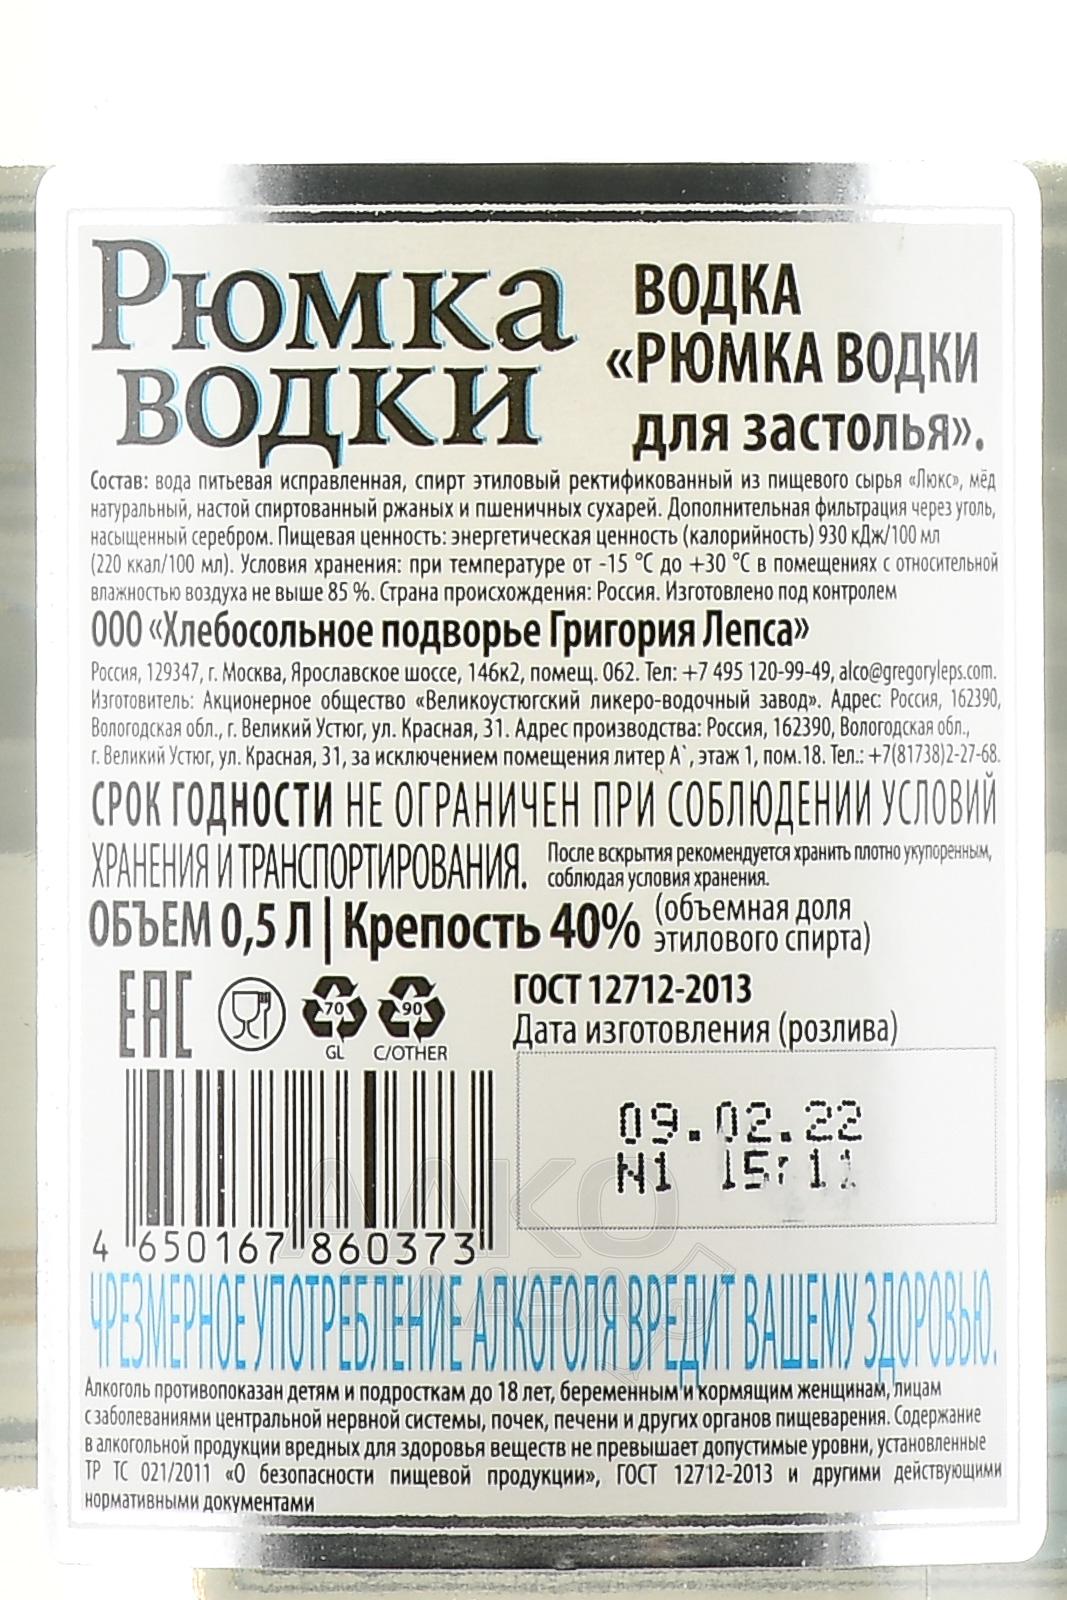 Рюмка
водки
ВОДКА
«РЮМКА ВОДКИ
для застолья».
Состав: вода питьевая исправленная, спирт этиловый ректификованный из пищевого сырья «Люкс», мёд
натуральный, настой спиртованный ржаных и пшеничных сухарей. Дополнительная фильтрация через уголь,
насыщенный серебром. Пищевая ценность: энергетическая ценность (калорийность) 930 кДж/100 мл
(220 ккал/100 мл). Условия хранения: при температуре от -15 °С до +30 °С в помещениях с относительной
влажностью воздуха не выше 85 %. Страна происхождения: Россия. Изготовлено под контролем
ООО «Хлебосольное подворье Григория Лепса»
Россия, 129347, г. Москва, Ярославское шоссе, 146к2, помещ. 062. Тел: +7 495 120-99-49, alco@gregoryleps.com.
Изготовитель: Акционерное общество «Великоустюгский ликеро-водочный завод». Адрес: Россия, 162390,
Вологодская обл., г. Великий Устюг, ул. Красная, 31. Адрес производства: Россия, 162390, Вологодская обл.,
г. Великий Устюг, ул. Красная, 31, за исключением помещения литер А`, этаж 1, пом.18. Тел.: +7(81738)2-27-68.
СРОК ГОДНОСТИ НЕ ОГРАНИЧЕН ПРИ СОБЛЮДЕНИИ УСЛОВИЙ
ХРАНЕНИЯ И ТРАНСПОРТИРОВАНИЯ.
После вскрытия рекомендуется хранить плотно укупоренным,
соблюдая условия хранения.
ОБЪЕМ 0,5 Л | Крепость 40%
(объемная доля
этилового спирта)
ЕАС
70
GL
90
C/OTHER
ГОСТ 12712-2013
Дата изготовления (розлива)
09.02.22
N1 15:11
4 650167 860373
АЛКО
СЛАВА
ЧРЕЗМЕРНОЕ УПОТРЕБЛЕНИЕ АЛКОГОЛЯ ВРЕДИТ ВАШЕМУ ЗДОРОВЬЮ.
Алкоголь противопоказан детям и подросткам до 18 лет, беременным и кормящим женщинам, лицам
с заболеваниями центральной нервной системы, почек, печени и других органов пищеварения. Содержание
в алкогольной продукции вредных для здоровья веществ не превышает допустимые уровни, установленные
ТР ТС 021/2011 «О безопасности пищевой продукции», ГОСТ 12712-2013 и другими действующими
нормативными документами